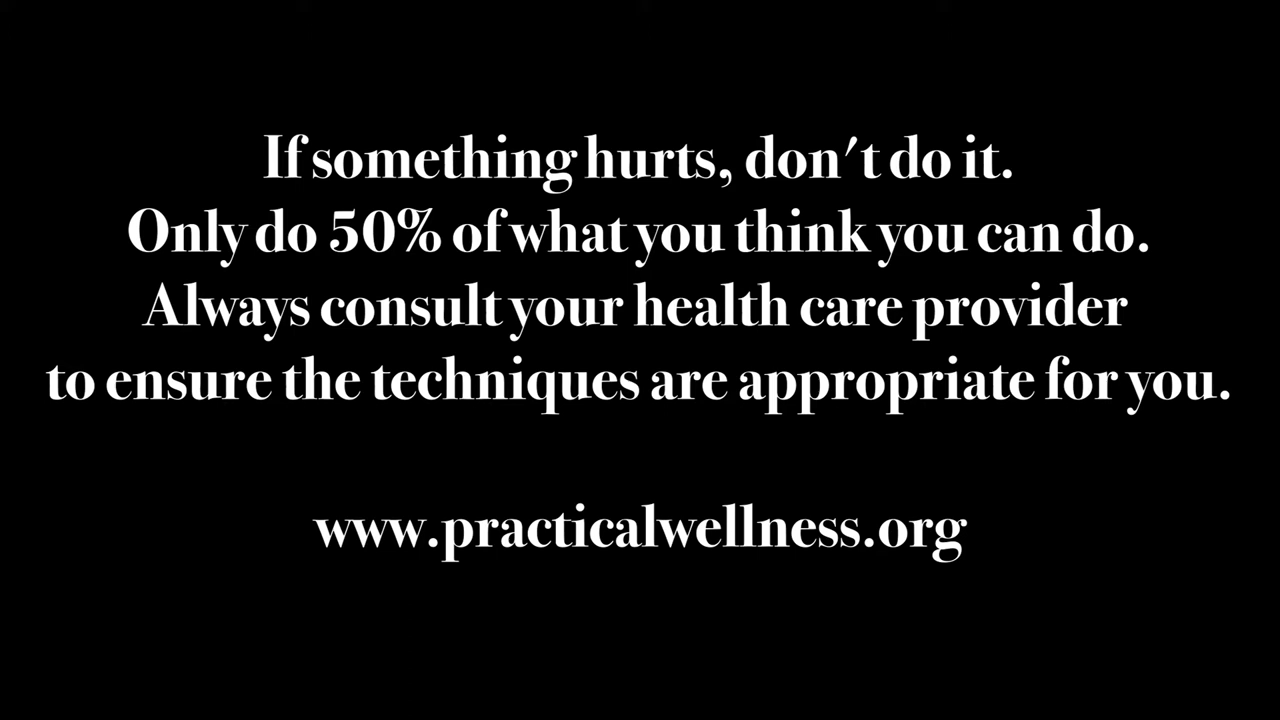 If something hurts, don't do it.
Only do 50% of what you think you can do.
Always consult your health care provider
to ensure the techniques are appropriate for you.
www.practicalwellness.org